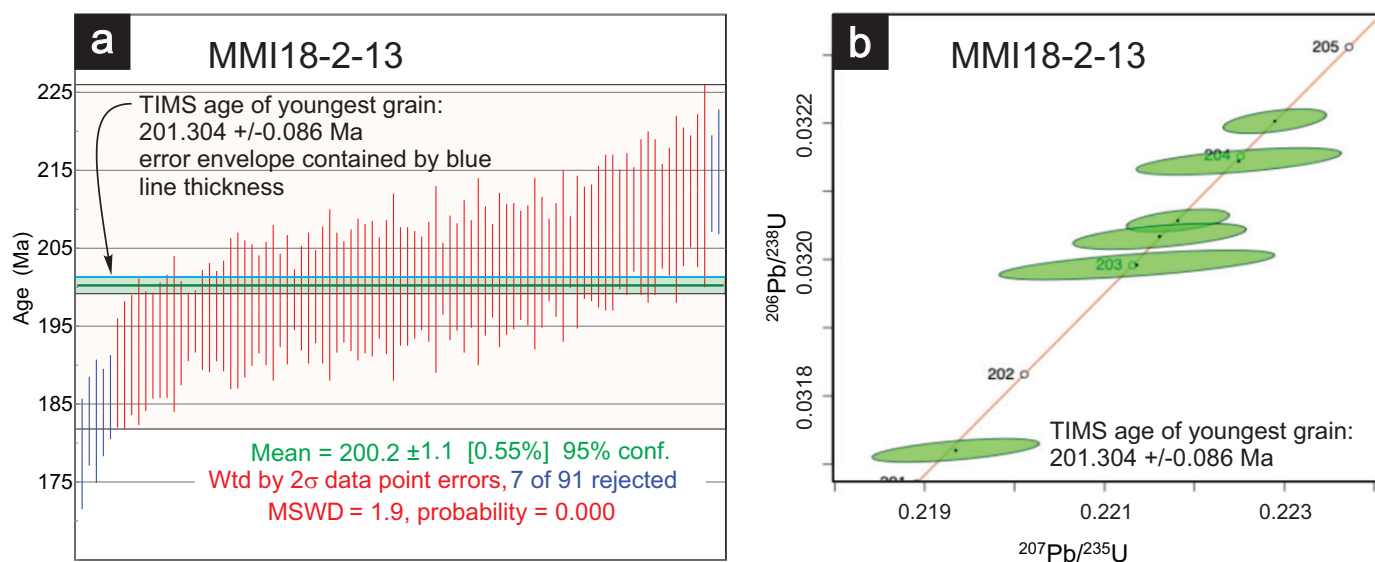 a
MMI18-2-13
TIMS age of youngest grain:
201.304 +/-0.086 Ma
error envelope contained by blue
line thickness
225
215
205
195
185
175
Age (Ma)
Mean = 200.2 ±1.1 [0.55%] 95% conf.
Wtd by 2σ data point errors, 7 of 91 rejected
MSWD = 1.9, probability = 0.000
b
MMI18-2-13
205
204
203
202
0.0322
0.0320
0.0318
²⁰⁶Pb/²³⁸U
TIMS age of youngest grain:
201.304 +/-0.086 Ma
0.219
0.221
0.223
²⁰⁷Pb/²³⁵U